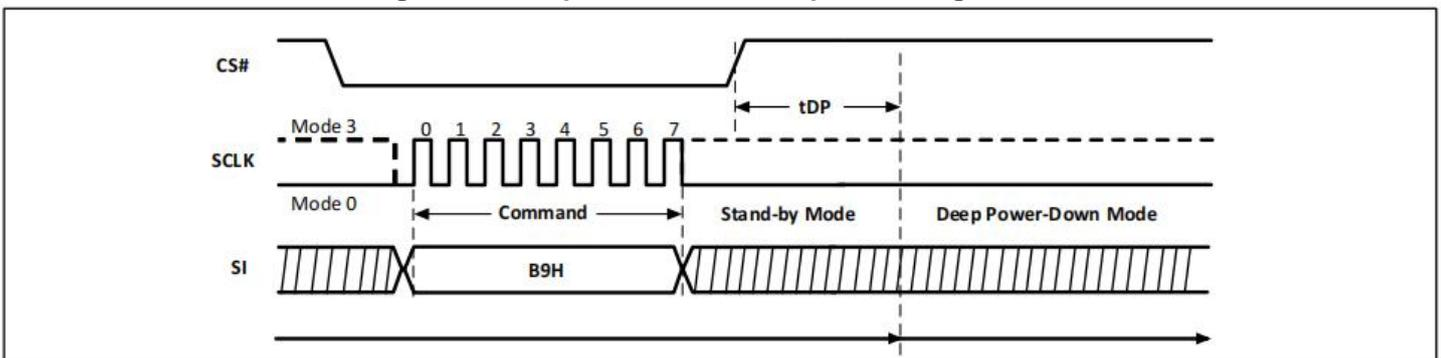 CS#
tDP
Mode 3
0 1 2 3 4 5 6 7
SCLK
Mode 0
Command
Stand-by Mode
Deep Power-Down Mode
SI
B9H